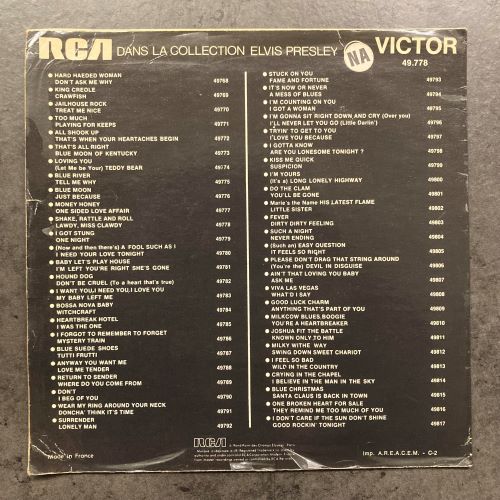 RCA DANS LA COLLECTION ELVIS PRESLEY NA VICTOR
49.778
HARD HAEDED WOMAN
DON'T ASK ME WHY 49768
KING CREOLE
CRAWFISH 49769
JAILHOUSE ROCK
TREAT ME NICE 49770
TOO MUCH
PLAYING FOR KEEPS 49771
ALL SHOOK UP
THAT'S WHEN YOUR HEARTACHES BEGIN 49772
THAT'S ALL RIGHT
BLUE MOON OF KENTUCKY 49773
LOVING YOU
(Let me be Your) TEDDY BEAR 49774
BLUE RIVER
TELL ME WHY 49775
BLUE MOON
JUST BECAUSE 49776
MONEY HONEY
ONE SIDED LOVE AFFAIR 49777
SHAKE, RATTLE AND ROLL
LAWDY, MISS CLAWDY 49778
I GOT STUNG
ONE NIGHT 49779
(Now and then there's) A FOOL SUCH AS I
I NEED YOUR LOVE TONIGHT 49780
BABY LET'S PLAY HOUSE
I'M LEFT YOU'RE RIGHT SHE'S GONE 49781
HOUND DOG
DON'T BE CRUEL (To a heart that's true) 49782
I WANT YOU, I NEED YOU, I LOVE YOU
MY BABY LEFT ME 49783
BOSSA NOVA BABY
WITCHCRAFT 49784
HEARTBREAK HOTEL
I WAS THE ONE 49785
I FORGOT TO REMEMBER TO FORGET
MYSTERY TRAIN 49786
BLUE SUEDE SHOES
TUTTI FRUTTI 49787
ANYWAY YOU WANT ME
LOVE ME TENDER 49788
RETURN TO SENDER
WHERE DO YOU COME FROM 49789
DON'T
I BEG OF YOU 49790
WEAR MY RING AROUND YOUR NECK
DONCHA' THINK IT'S TIME 49791
SURRENDER
LONELY MAN 49792
STUCK ON YOU
FAME AND FORTUNE 49793
IT'S NOW OR NEVER
A MESS OF BLUES 49794
I'M COUNTING ON YOU
I GOT A WOMAN 49795
I'M GONNA SIT RIGHT DOWN AND CRY (Over you)
I'LL NEVER LET YOU GO (Little Darlin') 49796
TRYIN' TO GET TO YOU
I'LOVE YOU BECAUSE 49797
I GOTTA KNOW
ARE YOU LONESOME TONIGHT ? 49798
KISS ME QUICK
SUSPICION 49799
I'M YOURS
(It's a) LONG LONELY HIGHWAY 49800
DO THE CLAM
YOU'LL BE GONE 49801
Marie's the Name HIS LATEST FLAME
LITTLE SISTER 49802
FEVER
DIRTY DIRTY FEELING 49803
SUCH A NIGHT
NEVER ENDING 49804
(Such an) EASY QUESTION
IT FEELS SO RIGHT 49805
PLEASE DON'T DRAG THAT STRING AROUND
(You're the) DEVIL IN DISGUISE 49806
AIN'T THAT LOVING YOU BABY
ASK ME 49807
VIVA LAS VEGAS
WHAT'D I SAY 49808
GOOD LUCK CHARM
ANYTHING THAT'S PART OF YOU 49809
MILKCOW BLUES.BOOGIE
YOU'RE A HEARTBREAKER 49810
JOSHUA FIT THE BATTLE
KNOWN ONLY TO HIM 49811
MILKY WITHE WAY
SWING DOWN SWEET CHARIOT 49812
I FEEL SO BAD
WILD IN THE COUNTRY 49813
CRYING IN THE CAPPEL
I BELIEVE IN THE MAN IN THE SKY 49814
BLUE CHRISTMAS
SANTA CLAUS IS BACK IN TOWN 49815
ONE BROKEN HEART FOR SALE
THEY REMIND ME TOO MUCH OF YOU 49816
I DON'T CARE IF THE SUN DON'T SHINE
GOOD ROCKIN' TONIGHT 49817
Made in France
RCA
Imp. A.R.E.A.C.E.M. - C-2